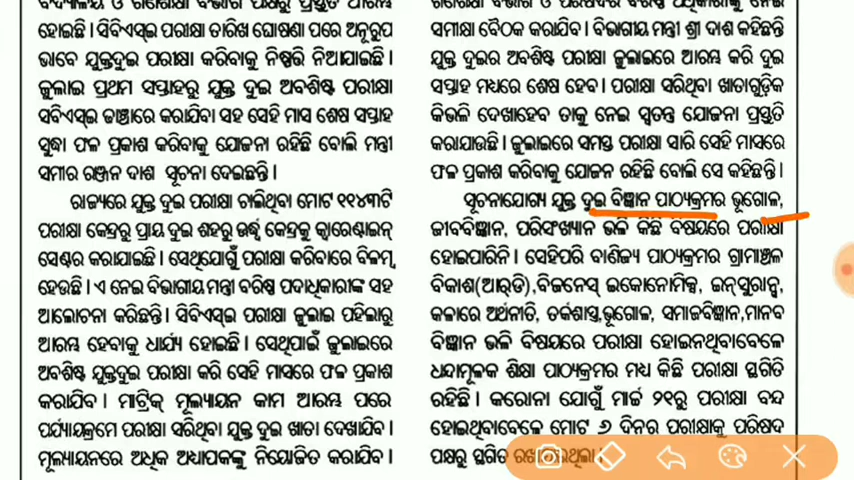 ହୋଇଛି । ସିବିଏସ୍ଇ ପରୀକ୍ଷା ତାରିଖ ଘୋଷଣା ପରେ ଅନୁରୂପ
ଭାବେ ଯୁକ୍ତଦୁଇ ପରୀକ୍ଷା କରିବାକୁ ନିଷ୍ପତ୍ତି ନିଆଯାଇଛି ।
ଜୁଲାଇ ପ୍ରଥମ ସପ୍ତାହରୁ ଯୁକ୍ତ ଦୁଇ ଅବଶିଷ୍ଟ ପରୀକ୍ଷା
ସବିଏସ୍ଇ ଢାଞ୍ଚାରେ କରାଯିବା ସହ ସେହି ମାସ ଶେଷ ସପ୍ତାହ
ସୁଦ୍ଧା ଫଳ ପ୍ରକାଶ କରିବାକୁ ଯୋଜନା ରହିଛି ବୋଲି ମନ୍ତ୍ରୀ
ସମୀର ରଞ୍ଜନ ଦାଶ ସୂଚନା ଦେଇଛନ୍ତି ।
ରାଜ୍ୟରେ ଯୁକ୍ତ ଦୁଇ ପରୀକ୍ଷା ଚାଲିଥିବା ମୋଟ ୧୧୪୩ଟି
ପରୀକ୍ଷା କେନ୍ଦ୍ରରୁ ପ୍ରାୟ ଦୁଇ ଶହରୁ ଊର୍ଦ୍ଧ୍ୱ କେନ୍ଦ୍ରକୁ କ୍ୱାରେଣ୍ଟାଇନ୍
ସେଣ୍ଟର କରାଯାଇଛି । ସେଥିଯୋଗୁଁ ପରୀକ୍ଷା କରିବାରେ ବିଳମ୍ବ
ହେଉଛି । ଏ ନେଇ ବିଭାଗୀୟ ମନ୍ତ୍ରୀ ବରିଷ୍ଠ ପଦାଧିକାରୀଙ୍କ ସହ
ଆଲୋଚନା କରିଛନ୍ତି । ସିବିଏସ୍ଇ ପରୀକ୍ଷା ଜୁଲାଇ ପହିଲାରୁ
ଆରମ୍ଭ ହେବାକୁ ଧାର୍ଯ୍ୟ ହୋଇଛି । ସେଥିପାଇଁ ଜୁଲାଇରେ
ଅବଶିଷ୍ଟ ଯୁକ୍ତଦୁଇ ପରୀକ୍ଷା କରି ସେହି ମାସରେ ଫଳ ପ୍ରକାଶ
କରାଯିବ । ମାଟ୍ରିକ୍ ମୂଲ୍ୟାୟନ କାମ ଆରମ୍ଭ ପରେ
ପର୍ଯ୍ୟାୟକ୍ରମେ ପରୀକ୍ଷା ସରିଥିବା ଯୁକ୍ତ ଦୁଇ ଖାତା ଦେଖାଯିବ ।
ମୂଲ୍ୟାୟନରେ ଅଧିକ ଅଧ୍ୟାପକଙ୍କୁ ନିୟୋଜିତ କରାଯିବ ।
ସମୀକ୍ଷା ବୈଠକ କରାଯିବ । ବିଭାଗୀୟ ମନ୍ତ୍ରୀ ଶ୍ରୀ ଦାଶ କହିଛନ୍ତି
ଯୁକ୍ତ ଦୁଇର ଅବଶିଷ୍ଟ ପରୀକ୍ଷା ଜୁଲାଇରେ ଆରମ୍ଭ କରି ଦୁଇ
ସପ୍ତାହ ମଧ୍ୟରେ ଶେଷ ହେବ । ପରୀକ୍ଷା ସରିଥିବା ଖାତାଗୁଡ଼ିକ
କିଭଳି ଦେଖାହେବ ତାକୁ ନେଇ ସ୍ୱତନ୍ତ୍ର ଯୋଜନା ପ୍ରସ୍ତୁତି
କରାଯାଉଛି । ଜୁଲାଇରେ ସମସ୍ତ ପରୀକ୍ଷା ସାରି ସେହି ମାସରେ
ଫଳ ପ୍ରକାଶ କରିବାକୁ ଯୋଜନ ରହିଛି ବୋଲି ସେ କହିଛନ୍ତି ।
ସୂଚନାଯୋଗ୍ୟ ଯୁକ୍ତ ଦୁଇ ବିଜ୍ଞାନ ପାଠ୍ୟକ୍ରମର ଭୂଗୋଳ,
ଜୀବବିଜ୍ଞାନ, ପରିସଂଖ୍ୟାନ ଭଳି କିଛି ବିଷୟରେ ପରୀକ୍ଷା
ହୋଇପାରିନି । ସେହିପରି ବାଣିଜ୍ୟ ପାଠ୍ୟକ୍ରମର ଗ୍ରାମାଞ୍ଚଳ
ବିକାଶ(ଆର୍ଡି),ବିଜନେସ୍ ଇକୋନୋମିକ୍ସ, ଇନ୍ସୁରାନ୍ସ,
କଳାରେ ଅର୍ଥନୀତି, ତର୍କଶାସ୍ତ୍ର,ଭୂଗୋଳ, ସମାଜବିଜ୍ଞାନ,ମାନବ
ବିଜ୍ଞାନ ଭଳି ବିଷୟରେ ପରୀକ୍ଷା ହୋଇନଥିବାବେଳେ
ଧନ୍ଦାମୂଳକ ଶିକ୍ଷା ପାଠ୍ୟକ୍ରମର ମଧ୍ୟ କିଛି ପରୀକ୍ଷା ସ୍ଥଗିତ
ରହିଛି । କରୋନା ଯୋଗୁଁ ମାର୍ଚ୍ଚ ୨୧ରୁ ପରୀକ୍ଷା ବନ୍ଦ
ହୋଇଥିବାବେଳେ ମୋଟ ୬ ଦିନର ପରୀକ୍ଷାକୁ ପରିଷଦ
ପକ୍ଷରୁ ସ୍ଥଗିତ